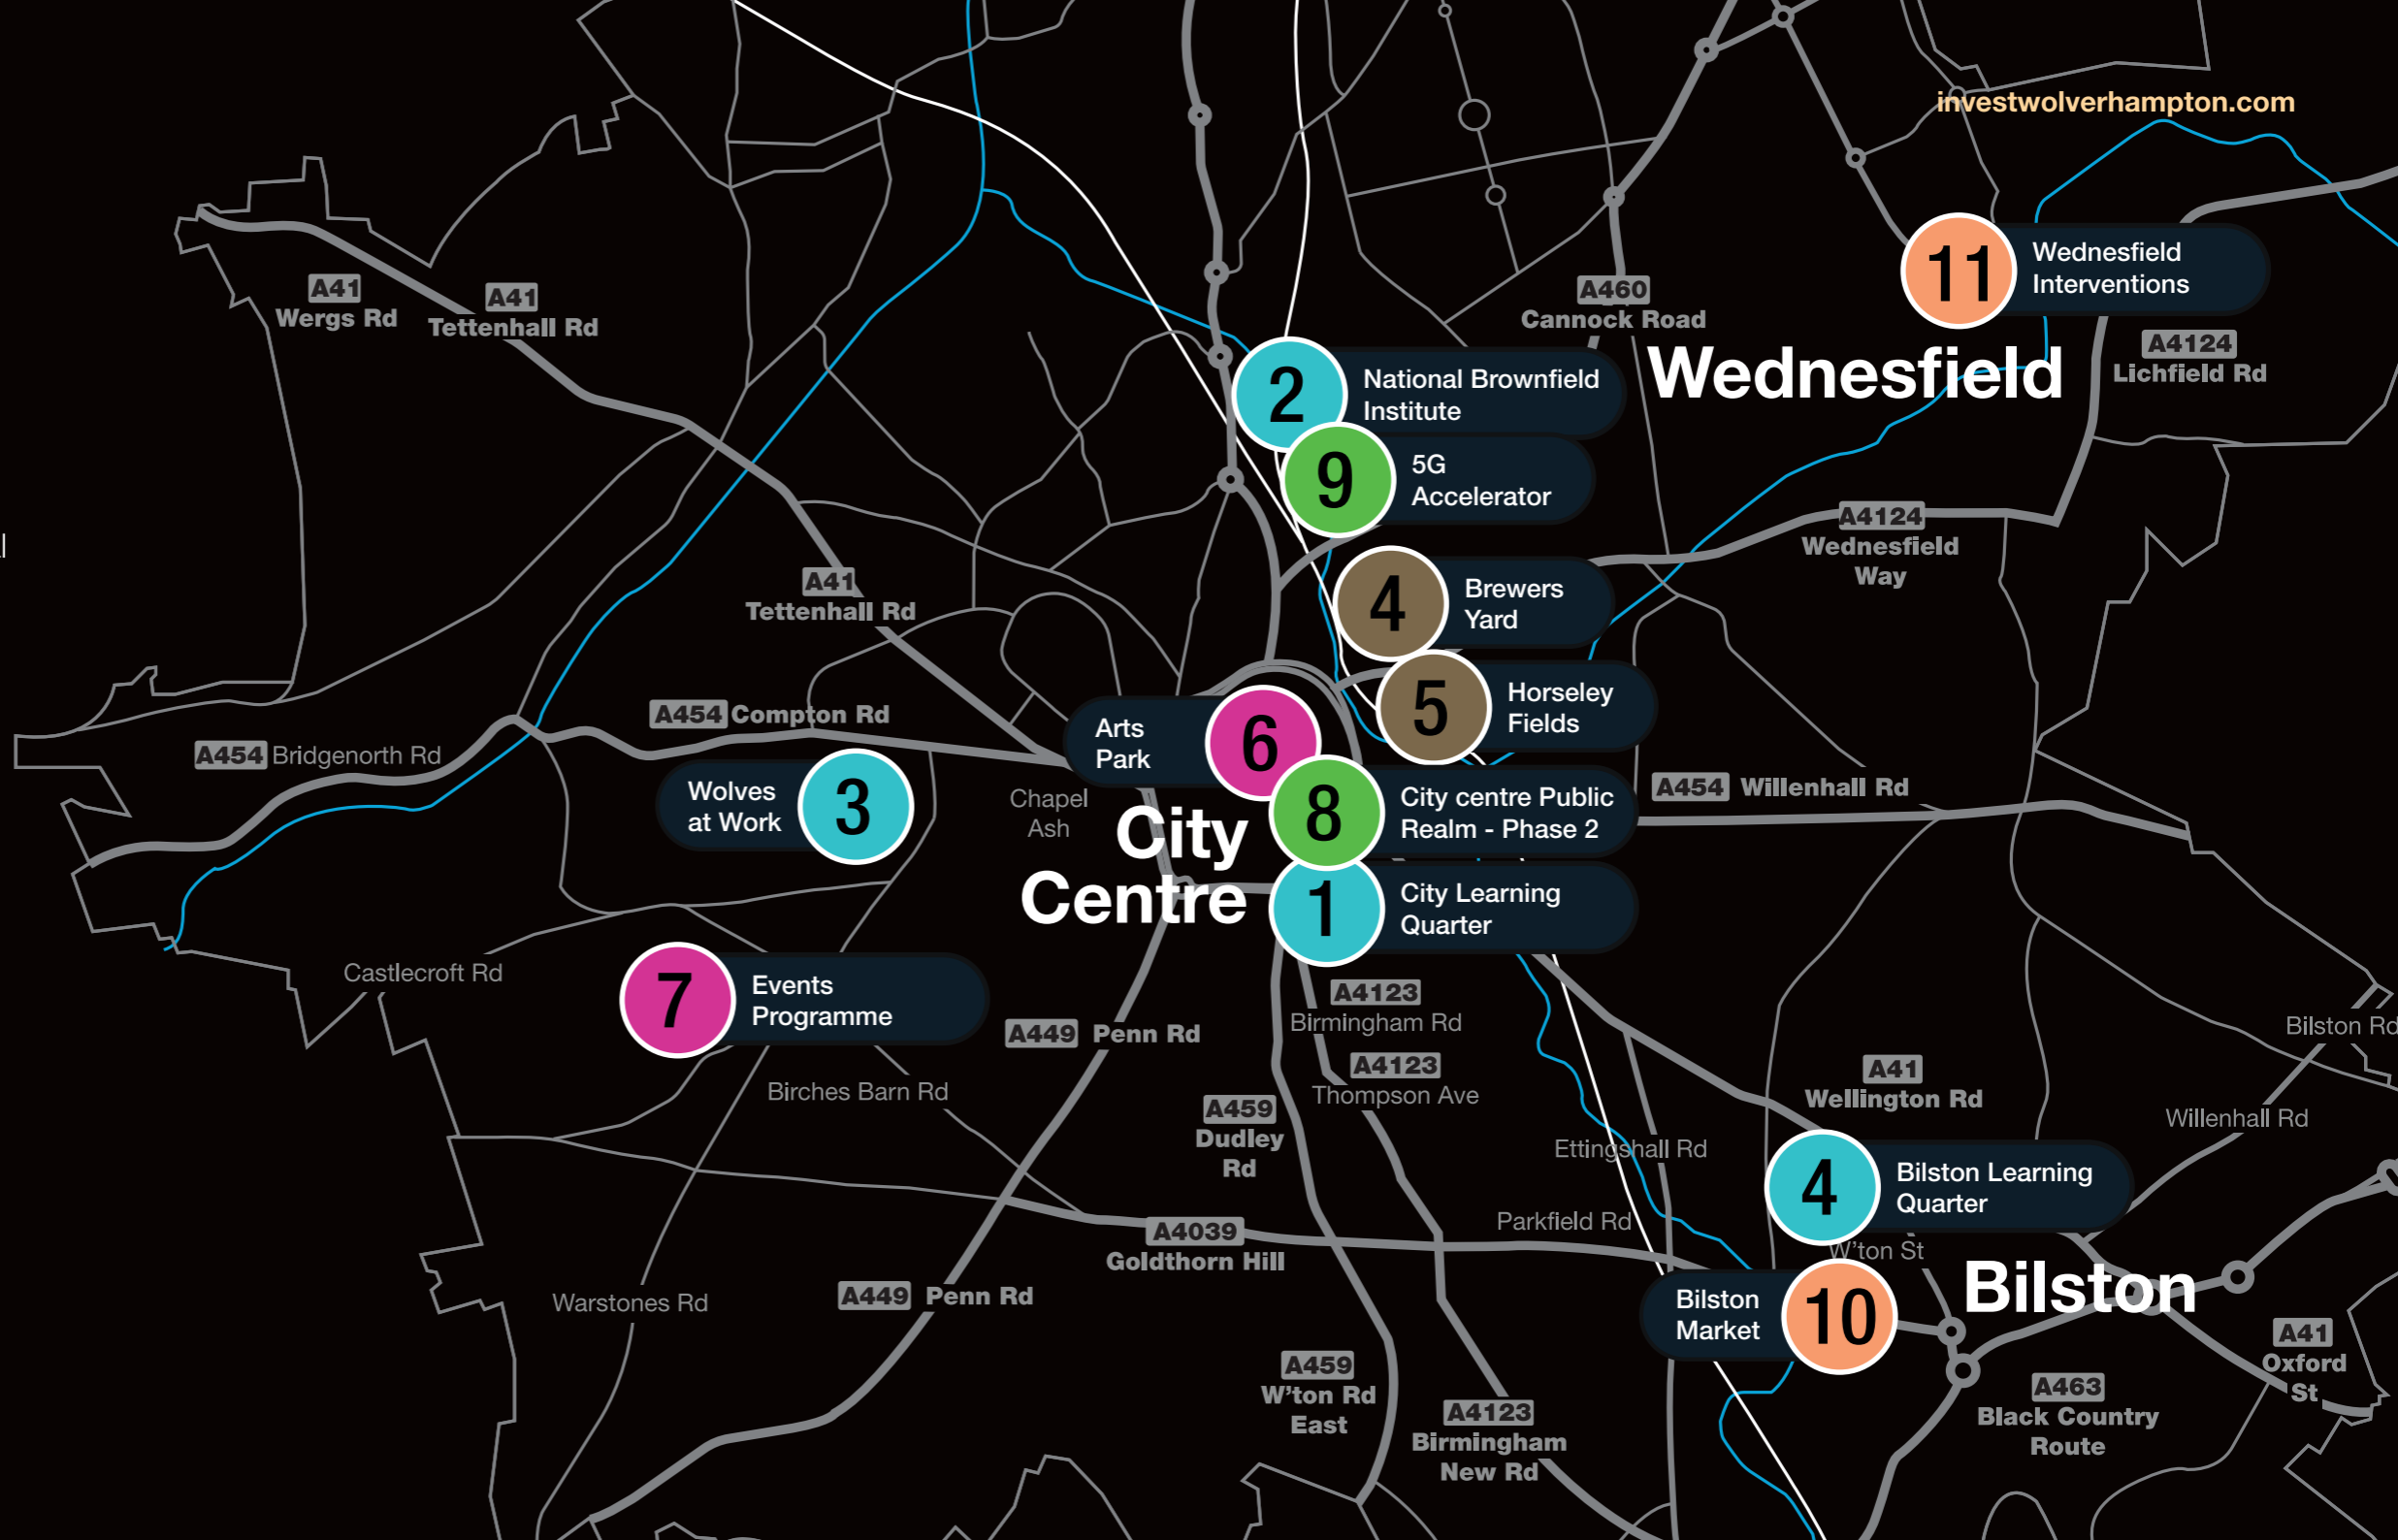 investwolverhampton.com
11
Wednesfield
Interventions
A41
Wergs Rd
A41
Tettenhall Rd
A460
Cannock Road
Wednesfield
A4124
Lichfield Rd
2
National Brownfield
Institute
9
5G
Accelerator
A4124
Wednesfield
Way
A41
Tettenhall Rd
4
Brewers
Yard
5
Horseley
Fields
A454 Compton Rd
A454 Bridgenorth Rd
Arts
Park
6
Wolves
at Work
3
Chapel
Ash
City
Centre
8
City centre Public
Realm - Phase 2
A454 Willenhall Rd
1
City Learning
Quarter
Castlecroft Rd
7
Events
Programme
A449 Penn Rd
A4123
Birmingham Rd
A4123
Thompson Ave
Bilston Rd
Birches Barn Rd
A459
Dudley
Rd
A41
Wellington Rd
Willenhall Rd
Ettingshall Rd
4
Bilston Learning
Quarter
Parkfield Rd
A4039
Goldthorn Hill
W'ton St
Bilston
Warstones Rd
A449 Penn Rd
Bilston
Market
10
A41
Oxford
St
A459
W'ton Rd
East
A4123
Birmingham
New Rd
A463
Black Country
Route